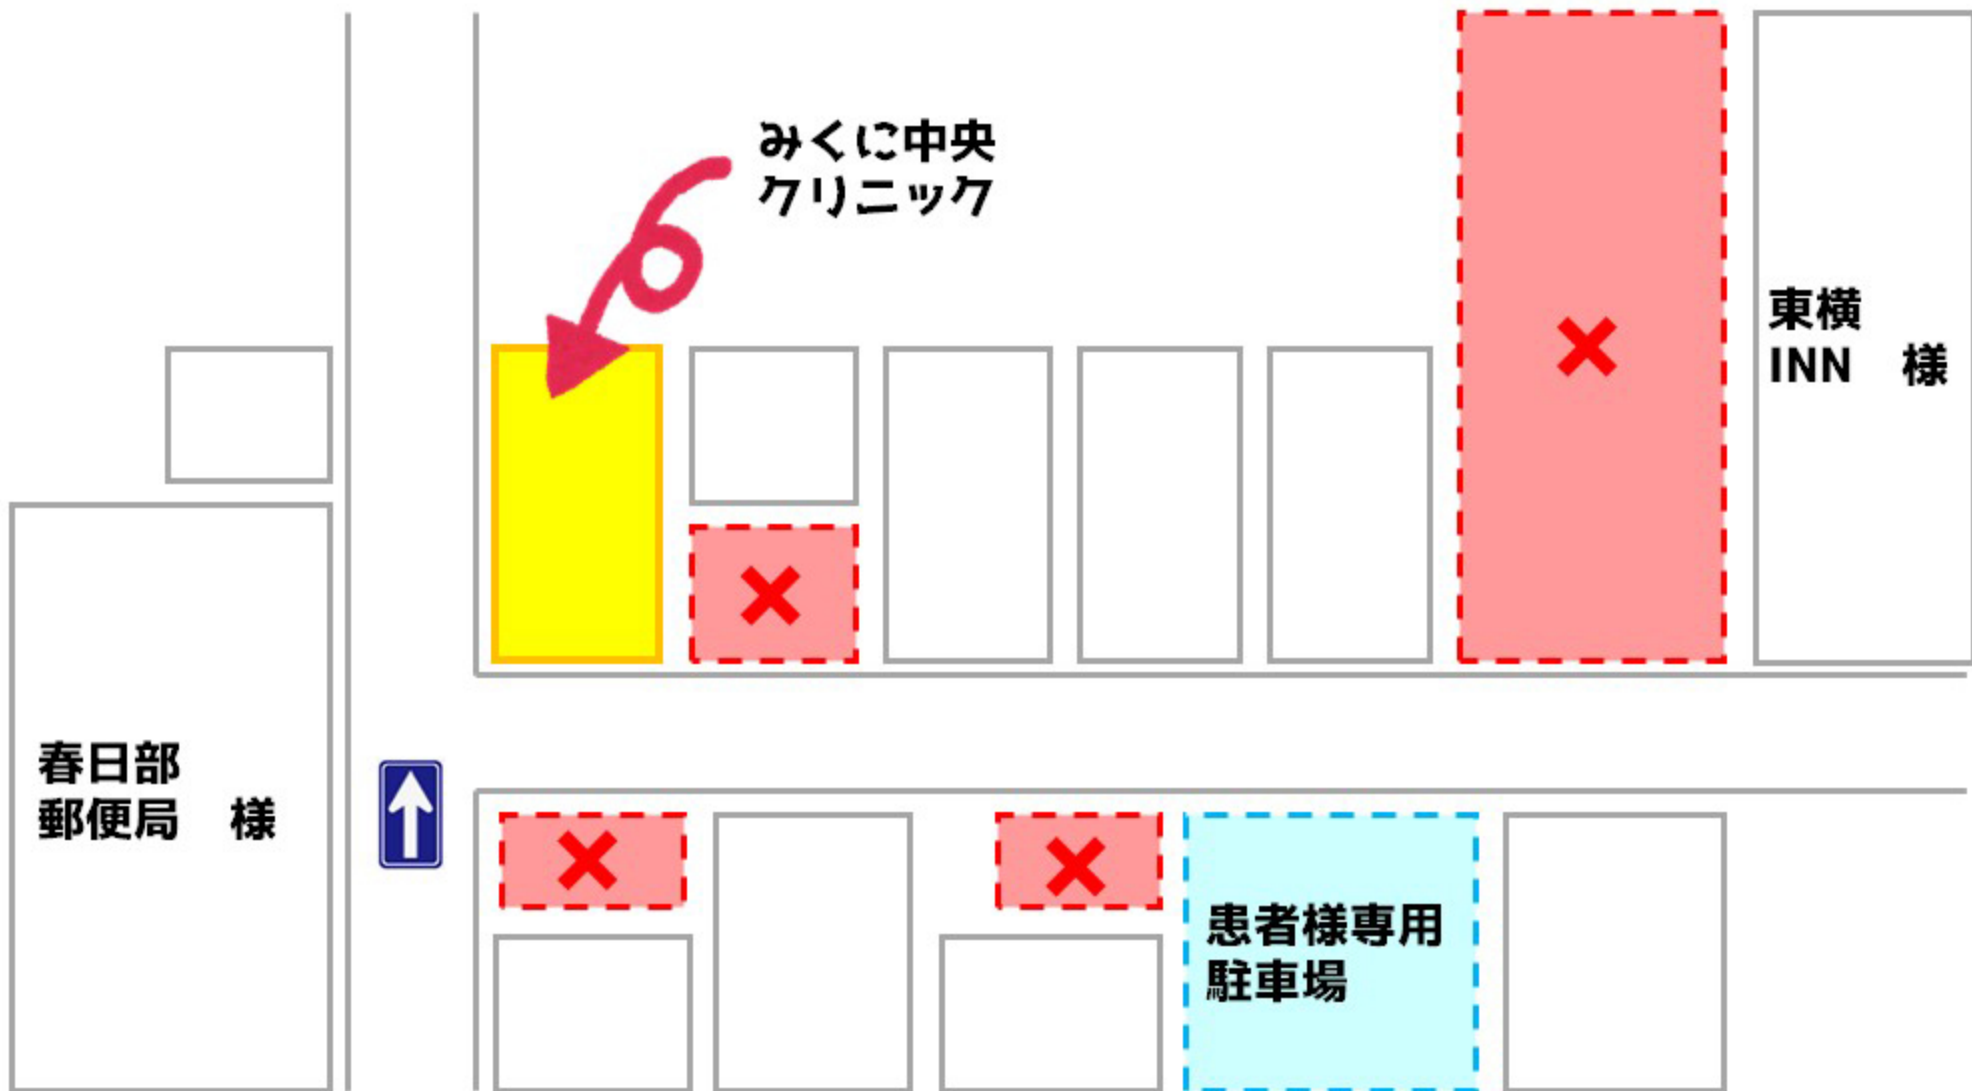 みくに中央
クリニック
東横
INN　様
春日部
郵便局　様
患者様専用
駐車場